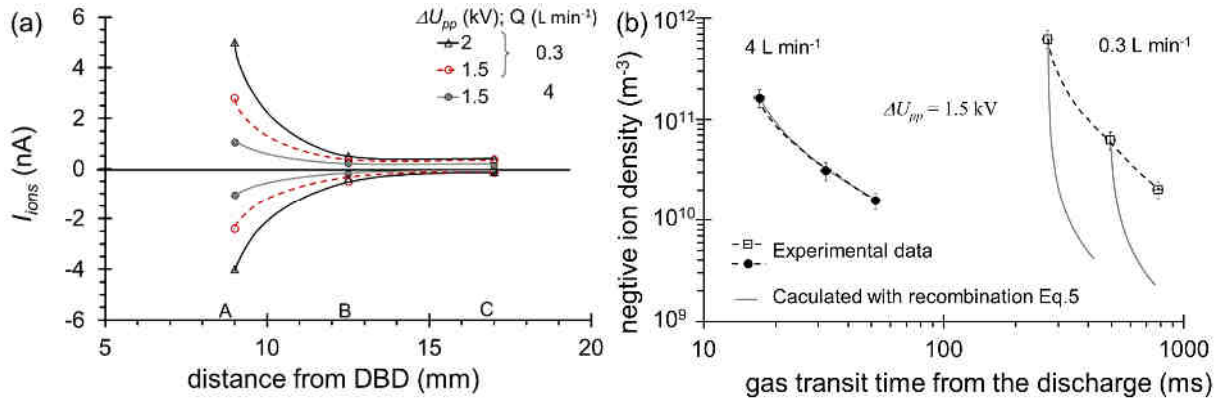 (a)
ΔUpp (kV); Q (L min⁻¹)
2
1.5
0.3
1.5
4
6
4
2
0
-2
-4
-6
I_ions (nA)
A
B
C
5
10
15
20
distance from DBD (mm)
(b)
10¹²
10¹¹
10¹⁰
10⁹
negtive ion density (m⁻³)
4 L min⁻¹
0.3 L min⁻¹
ΔUpp = 1.5 kV
Experimental data
Caculated with recombination Eq.5
10
100
1000
gas transit time from the discharge (ms)